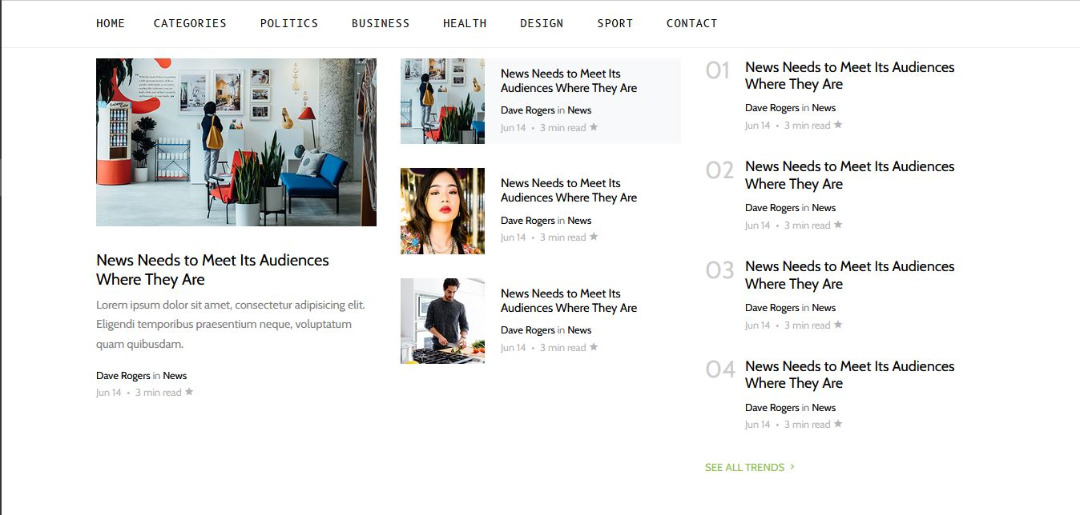 HOME CATEGORIES POLITICS BUSINESS HEALTH DESIGN SPORT CONTACT
News Needs to Meet Its Audiences
Where They Are
Lorem ipsum dolor sit amet, consectetur adipisicing elit.
Eligendi temporibus praesentium neque, voluptatum
quam quibusdam.
Dave Rogers in News
Jun 14 • 3 min read ★
News Needs to Meet Its
Audiences Where They Are
Dave Rogers in News
Jun 14 • 3 min read ★
News Needs to Meet Its
Audiences Where They Are
Dave Rogers in News
Jun 14 • 3 min read ★
News Needs to Meet Its
Audiences Where They Are
Dave Rogers in News
Jun 14 • 3 min read ★
01
News Needs to Meet Its Audiences
Where They Are
Dave Rogers in News
Jun 14 • 3 min read ★
02
News Needs to Meet Its Audiences
Where They Are
Dave Rogers in News
Jun 14 • 3 min read ★
03
News Needs to Meet Its Audiences
Where They Are
Dave Rogers in News
Jun 14 • 3 min read ★
04
News Needs to Meet Its Audiences
Where They Are
Dave Rogers in News
Jun 14 • 3 min read ★
SEE ALL TRENDS ›